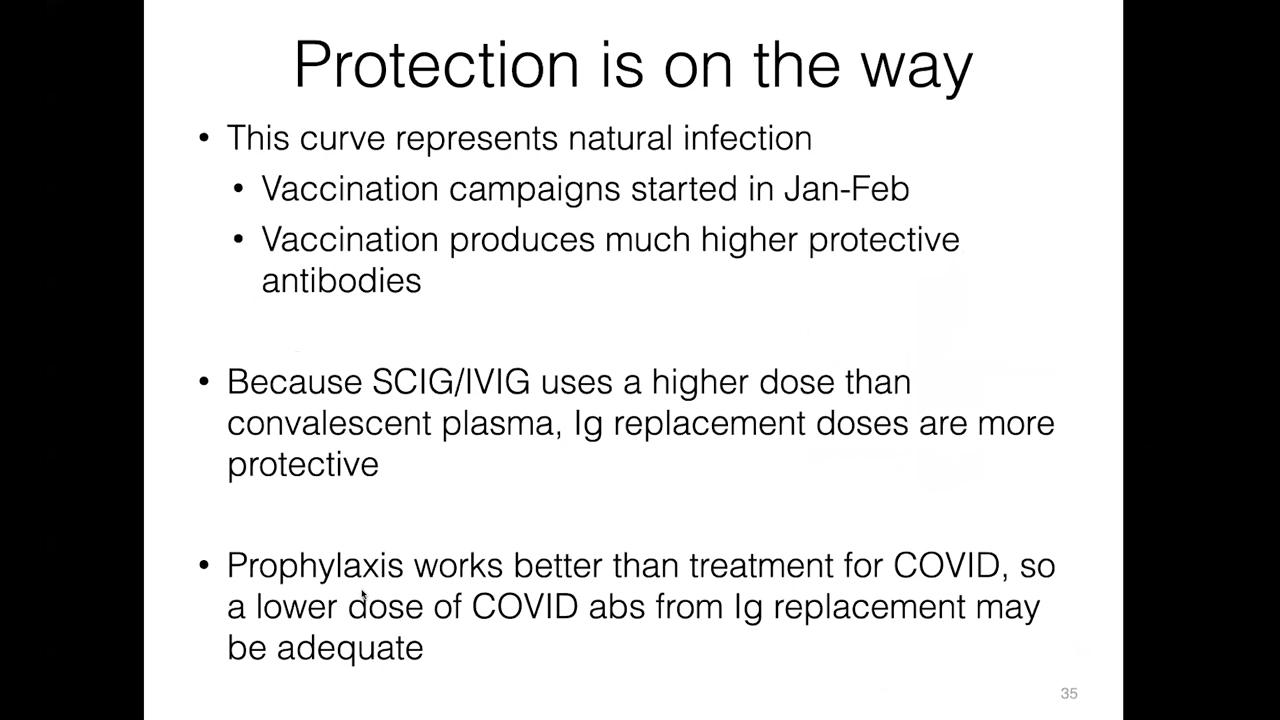 Protection is on the way
• This curve represents natural infection
• Vaccination campaigns started in Jan-Feb
• Vaccination produces much higher protective
antibodies
• Because SCIG/IVIG uses a higher dose than
convalescent plasma, Ig replacement doses are more
protective
• Prophylaxis works better than treatment for COVID, so
a lower dose of COVID abs from Ig replacement may
be adequate
35